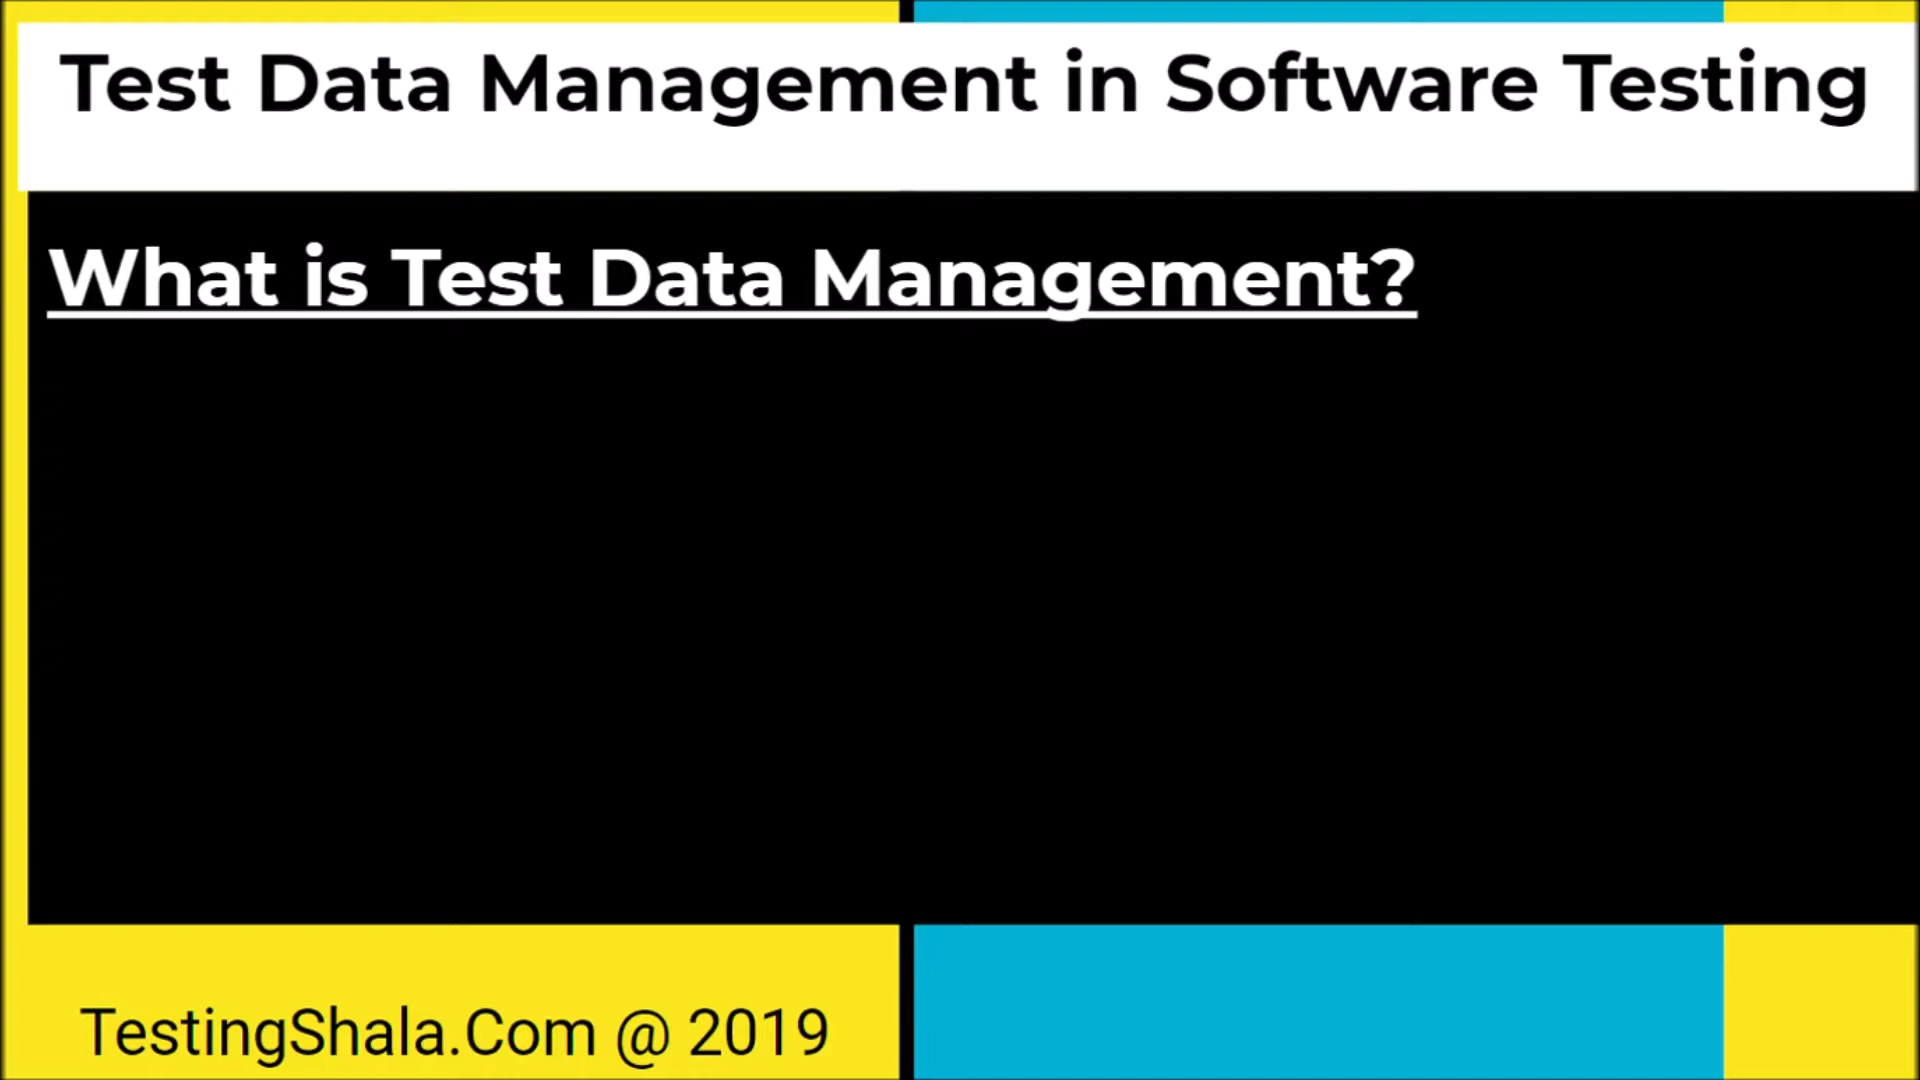 Test Data Management in Software Testing
What is Test Data Management?
TestingShala.Com @ 2019